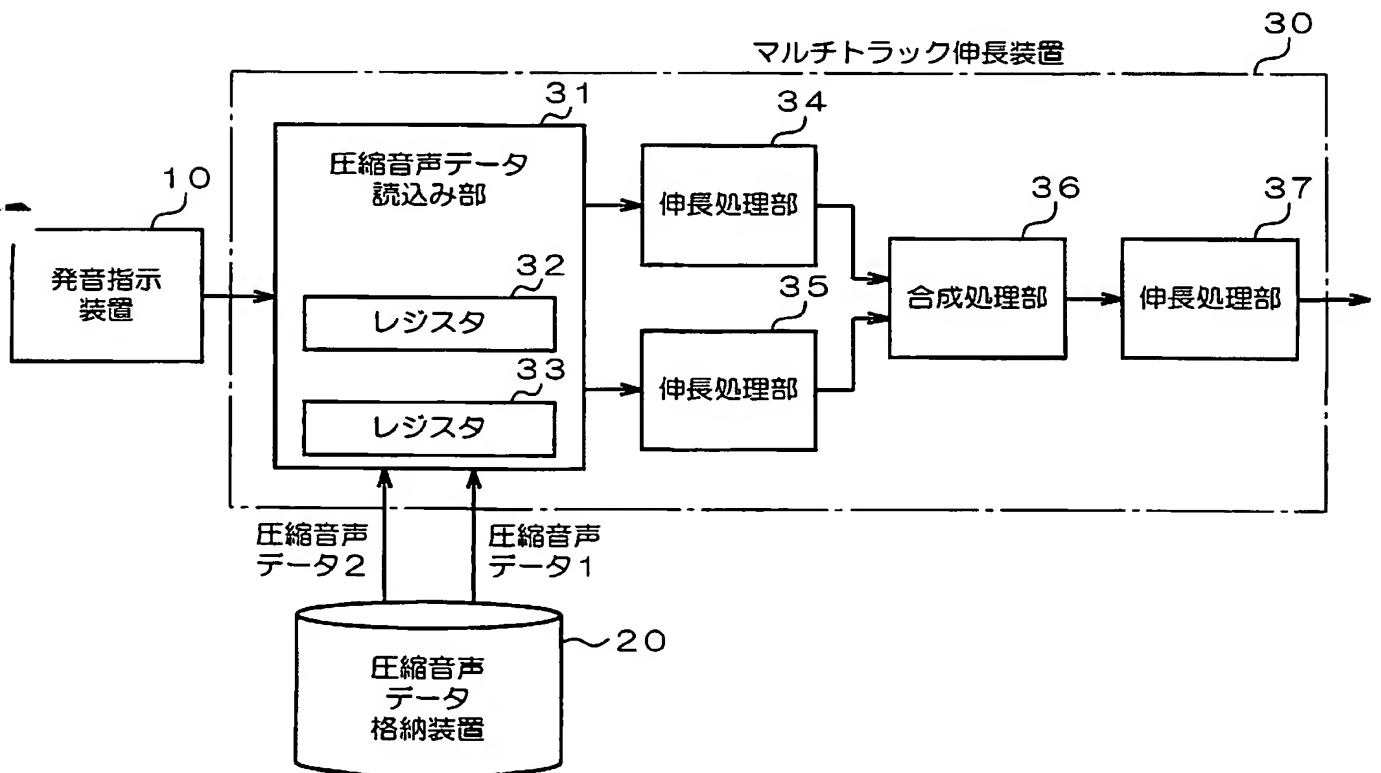 マルチトラック伸長装置
30
31
圧縮音声データ
読込み部
34
伸長処理部
10
発音指示
装置
36
合成処理部
37
伸長処理部
32
レジスタ
35
伸長処理部
33
レジスタ
圧縮音声
データ2
圧縮音声
データ1
20
圧縮音声
データ
格納装置